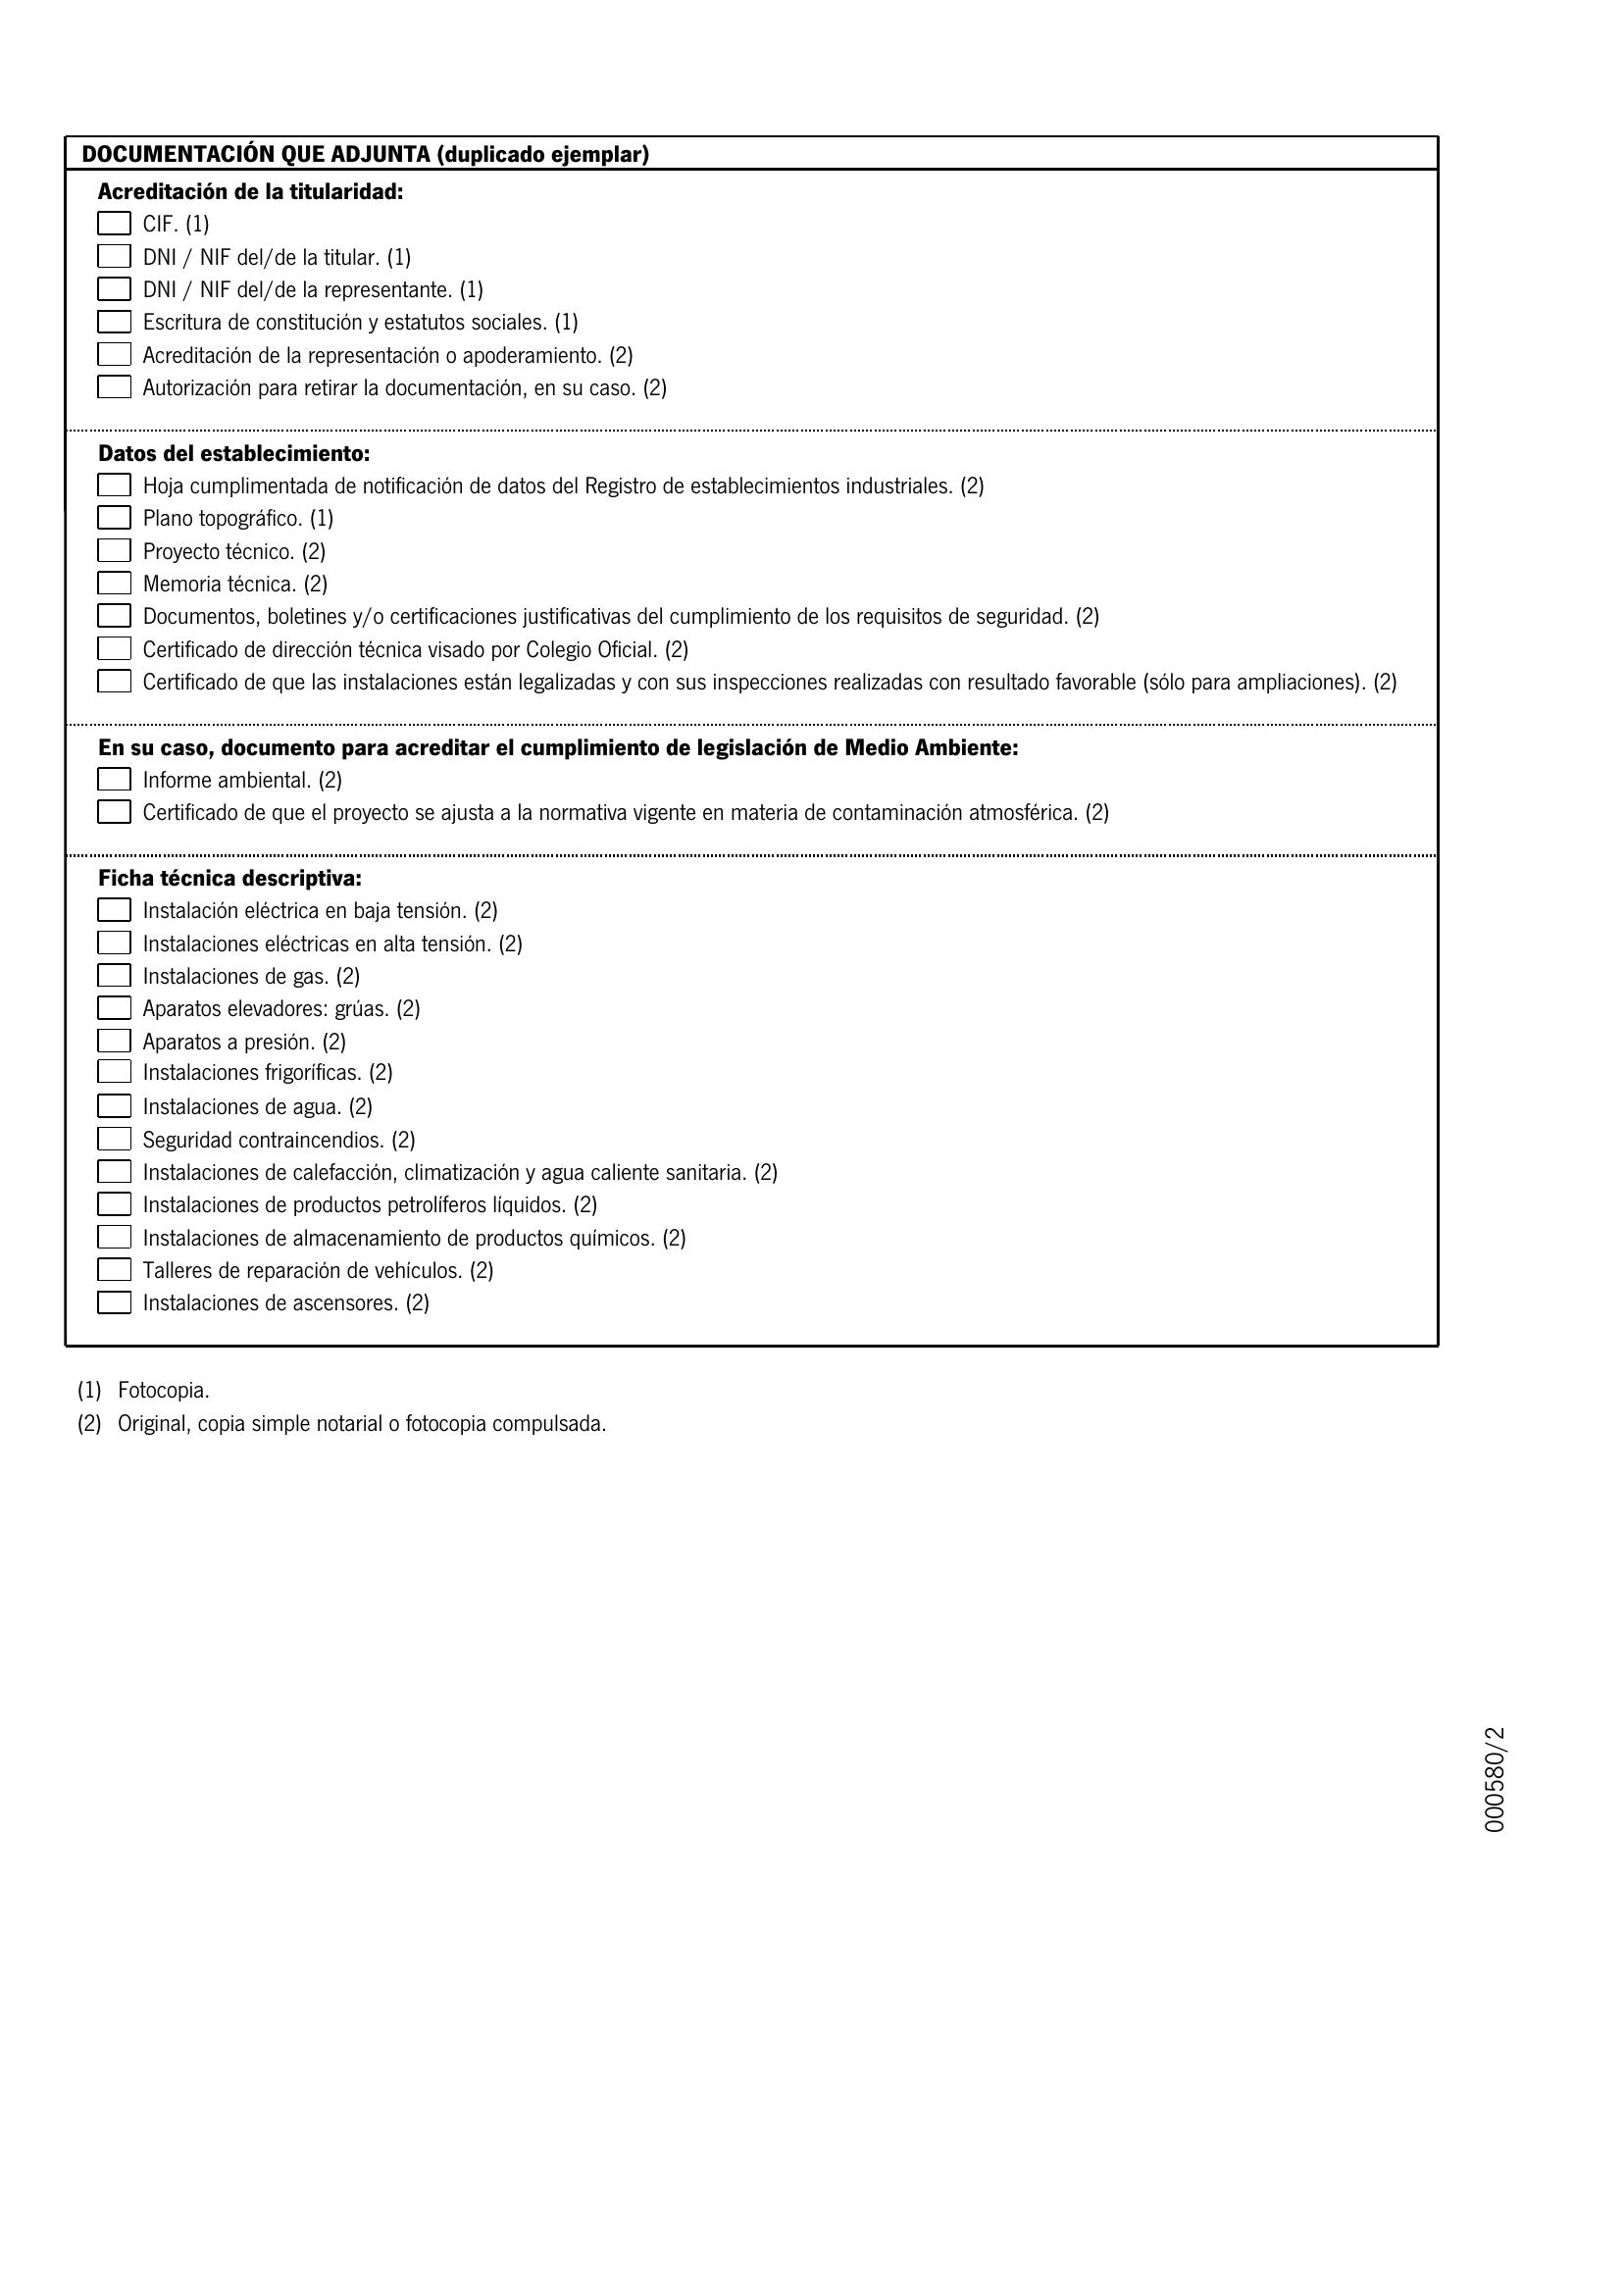 DOCUMENTACIÓN QUE ADJUNTA (duplicado ejemplar)
Acreditación de la titularidad:
CIF. (1)
DNI / NIF del/de la titular. (1)
DNI / NIF del/de la representante. (1)
Escritura de constitución y estatutos sociales. (1)
Acreditación de la representación o apoderamiento. (2)
Autorización para retirar la documentación, en su caso. (2)
Datos del establecimiento:
Hoja cumplimentada de notificación de datos del Registro de establecimientos industriales. (2)
Plano topográfico. (1)
Proyecto técnico. (2)
Memoria técnica. (2)
Documentos, boletines y/o certificaciones justificativas del cumplimiento de los requisitos de seguridad. (2)
Certificado de dirección técnica visado por Colegio Oficial. (2)
Certificado de que las instalaciones están legalizadas y con sus inspecciones realizadas con resultado favorable (sólo para ampliaciones). (2)
En su caso, documento para acreditar el cumplimiento de legislación de Medio Ambiente:
Informe ambiental. (2)
Certificado de que el proyecto se ajusta a la normativa vigente en materia de contaminación atmosférica. (2)
Ficha técnica descriptiva:
Instalación eléctrica en baja tensión. (2)
Instalaciones eléctricas en alta tensión. (2)
Instalaciones de gas. (2)
Aparatos elevadores: grúas. (2)
Aparatos a presión. (2)
Instalaciones frigoríficas. (2)
Instalaciones de agua. (2)
Seguridad contraincendios. (2)
Instalaciones de calefacción, climatización y agua caliente sanitaria. (2)
Instalaciones de productos petrolíferos líquidos. (2)
Instalaciones de almacenamiento de productos químicos. (2)
Talleres de reparación de vehículos. (2)
Instalaciones de ascensores. (2)
(1) Fotocopia.
(2) Original, copia simple notarial o fotocopia compulsada.
000580/2